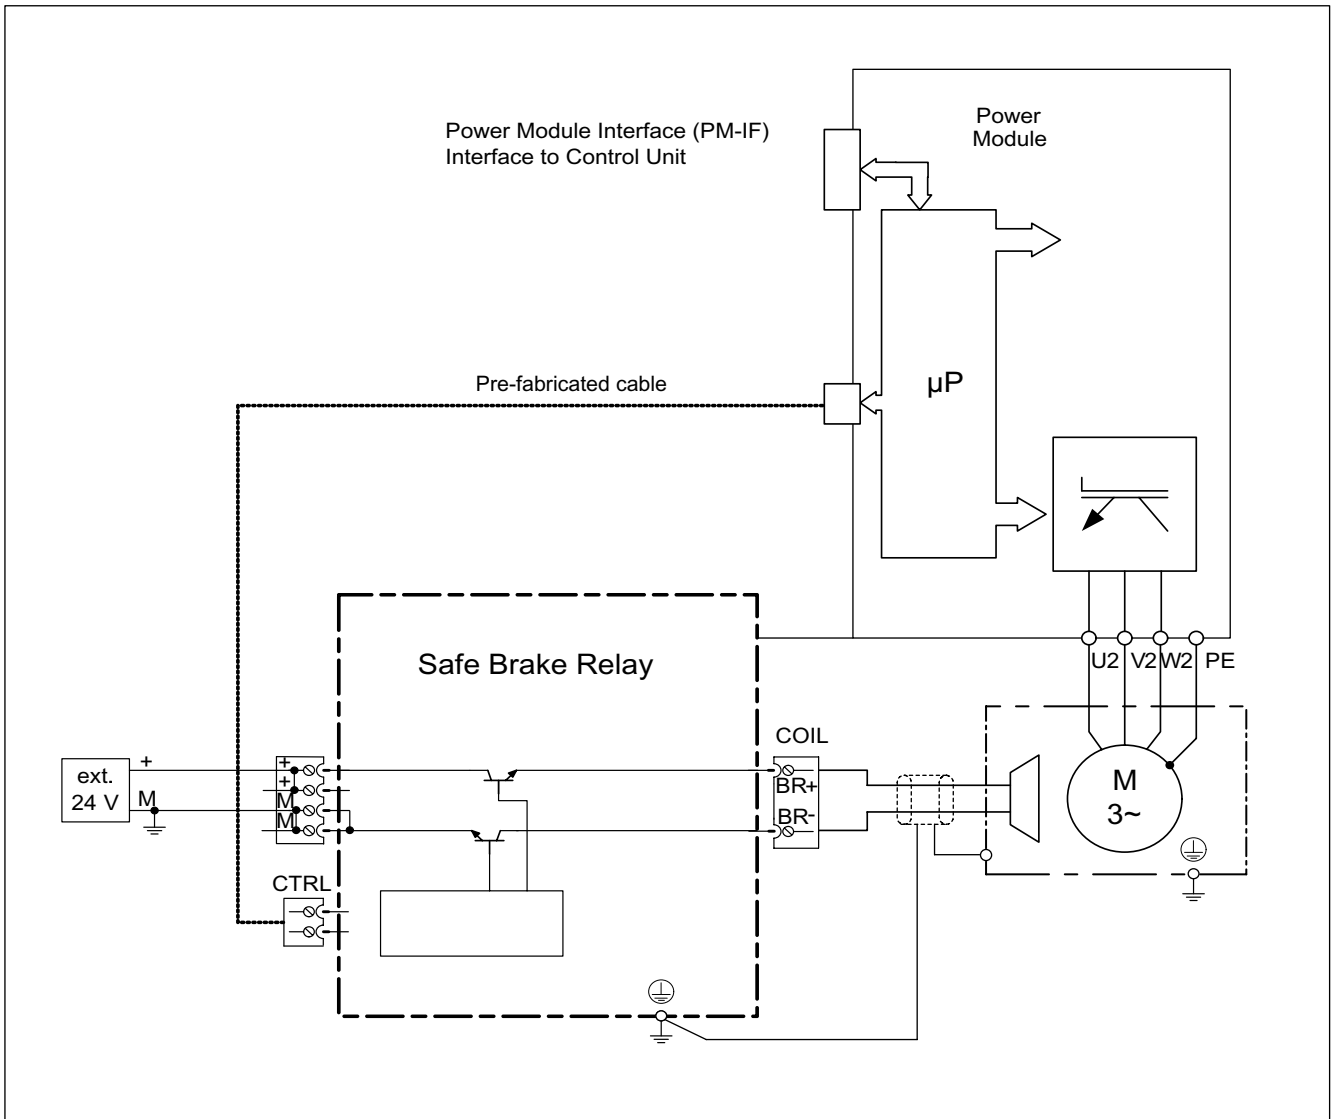 Power Module Interface (PM-IF)
Interface to Control Unit
Power
Module
Pre-fabricated cable
µP
Safe Brake Relay
U2
V2
W2
PE
ext.
24 V
+
M
+
+
M
M
COIL
BR+
BR-
M
3~
CTRL